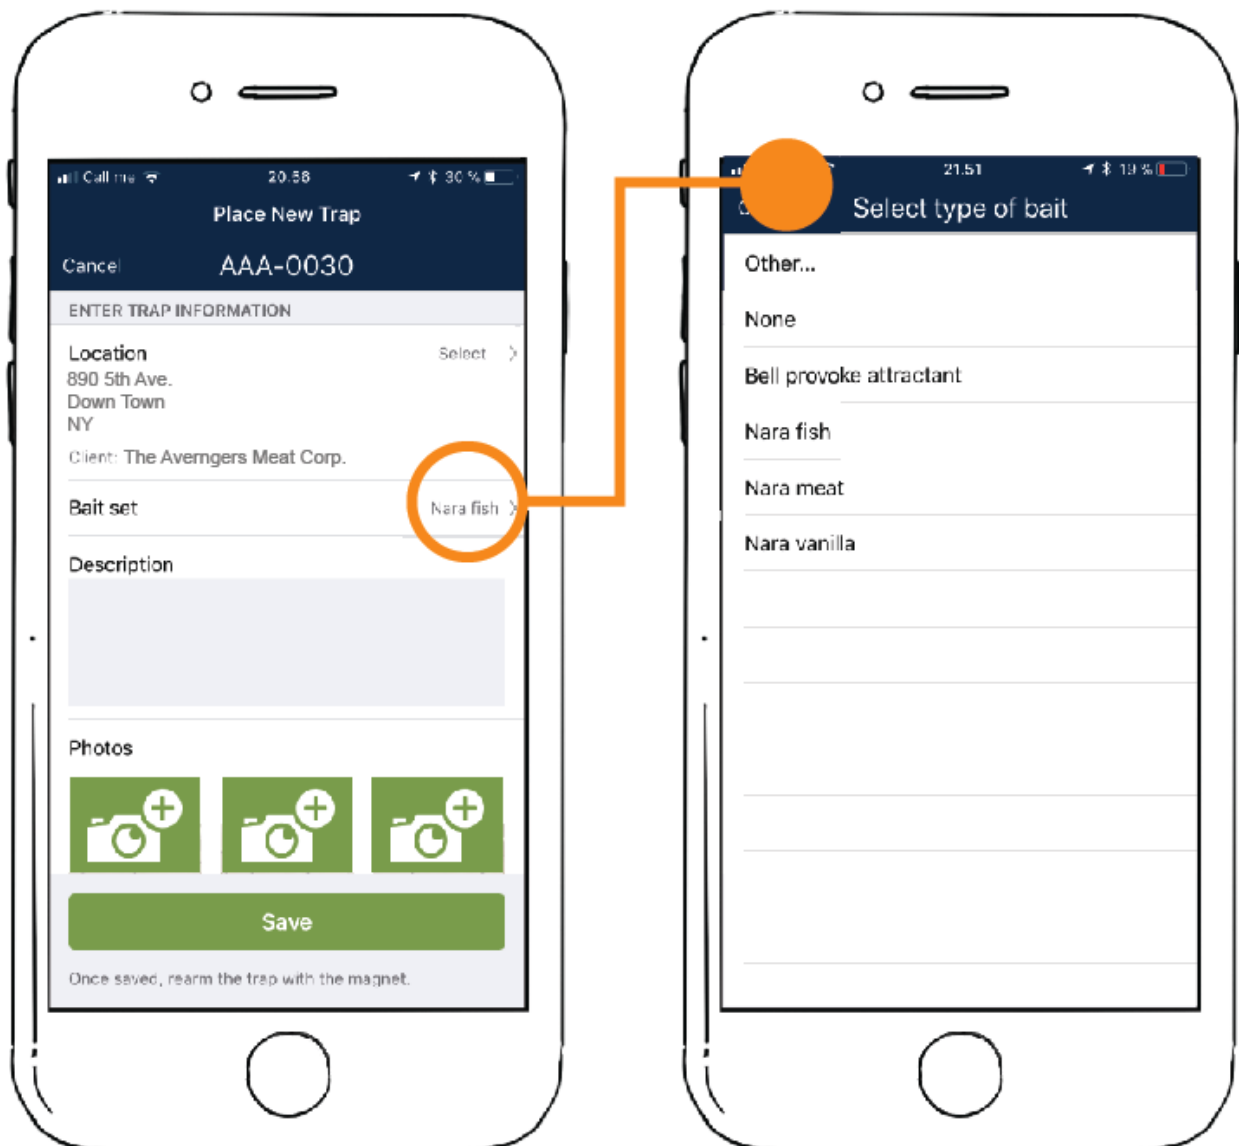 Call me 20.58 30 %
Place New Trap
Cancel AAA-0030
ENTER TRAP INFORMATION
Location Select
890 5th Ave.
Down Town
NY
Client: The Averngers Meat Corp.
Bait set Nara fish
Description
Photos
Save
Once saved, rearm the trap with the magnet.
21.51 19 %
Select type of bait
Other...
None
Bell provoke attractant
Nara fish
Nara meat
Nara vanilla